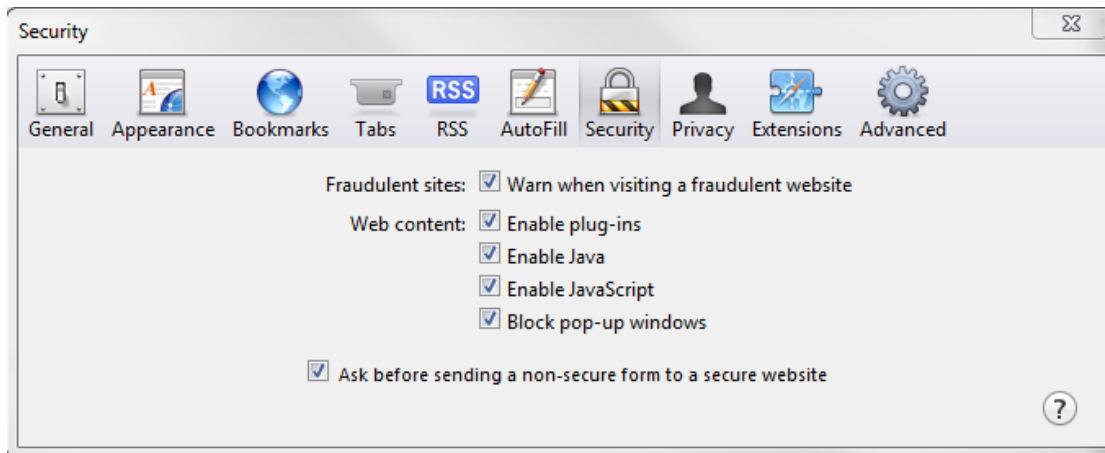 Security
RSS
General Appearance Bookmarks Tabs RSS AutoFill Security Privacy Extensions Advanced
Fraudulent sites: Warn when visiting a fraudulent website
Web content: Enable plug-ins
Enable Java
Enable JavaScript
Block pop-up windows
Ask before sending a non-secure form to a secure website
?